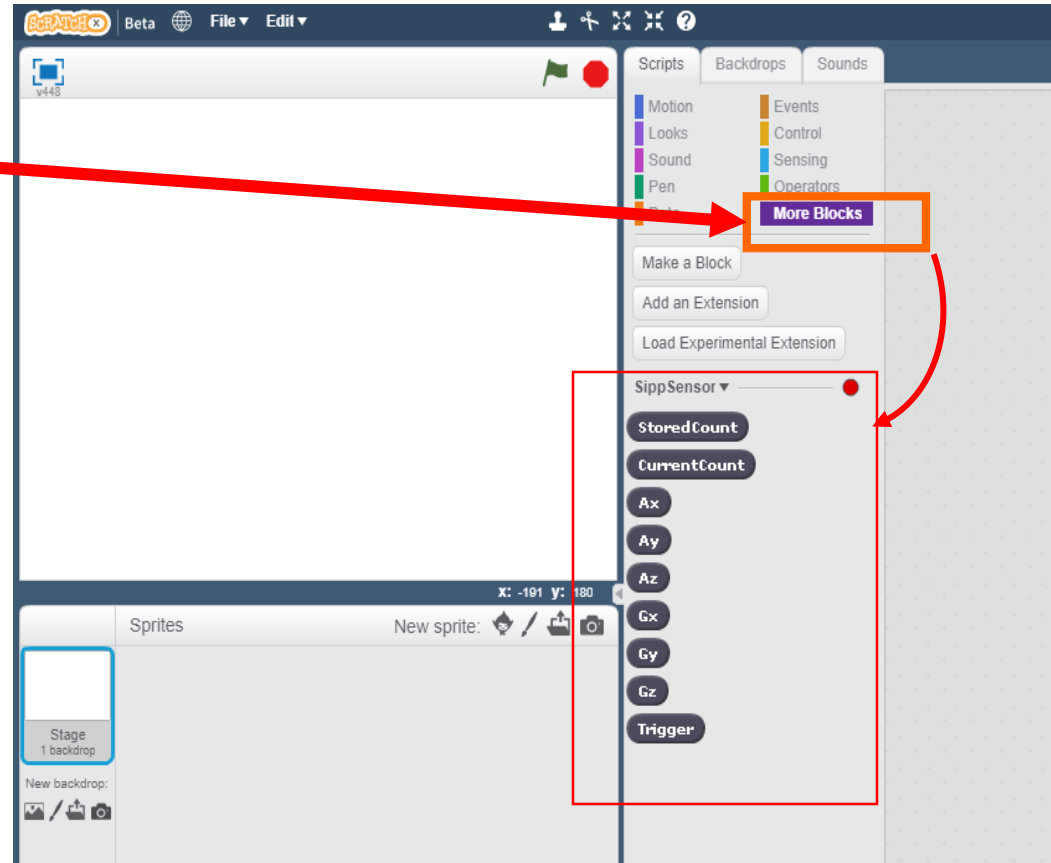 SCRATCHX Beta File▼ Edit▼
v448
Scripts Backdrops Sounds
Motion Events
Looks Control
Sound Sensing
Pen Operators
More Blocks
Make a Block
Add an Extension
Load Experimental Extension
SippSensor▼
StoredCount
CurrentCount
Ax
Ay
Az
Gx
Gy
Gz
Trigger
X: -191 y: 180
Sprites New sprite:
Stage
1 backdrop
New backdrop: